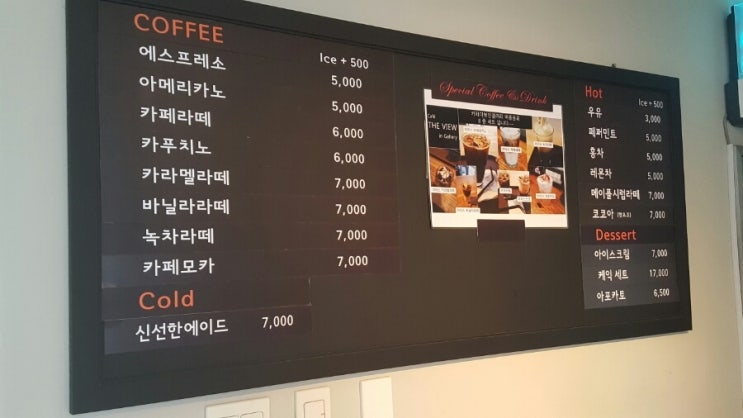 COFFEE
Ice + 500
에스프레소 5,000
아메리카노 5,000
카페라떼 6,000
카푸치노 6,000
카라멜라떼 7,000
바닐라라떼 7,000
녹차라떼 7,000
카페모카 7,000
Cold
신선한에이드 7,000
Special Coffee & Drink
Cafe
THE VIEW
in Gallery
Hot
Ice + 500
우유 3,000
페퍼민트 5,000
홍차 5,000
레몬차 5,000
메이플시럽라떼 7,000
코코아 7,000
Dessert
아이스크림 7,000
케익 세트 17,000
아포카토 6,500